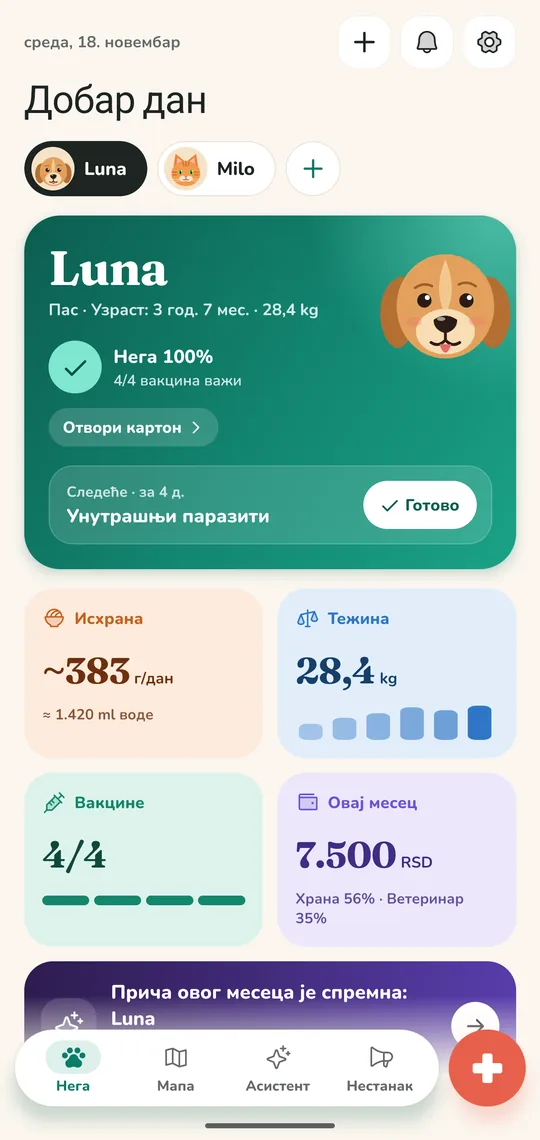 среда, 18. новембар
Добар дан
Luna
Milo
Luna
Пас · Узраст: 3 год. 7 мес. · 28,4 kg
Нега 100%
4/4 вакцина важи
Отвори картон
Следеће · за 4 д.
Унутрашњи паразити
Готово
Исхрана
~383 г/дан
≈ 1.420 ml воде
Тежина
28,4 kg
Вакцине
4/4
Овај месец
7.500 RSD
Храна 56% · Ветеринар
35%
Прича овог месеца је спремна:
Luna
Нега
Мапа
Асистент
Нестанак